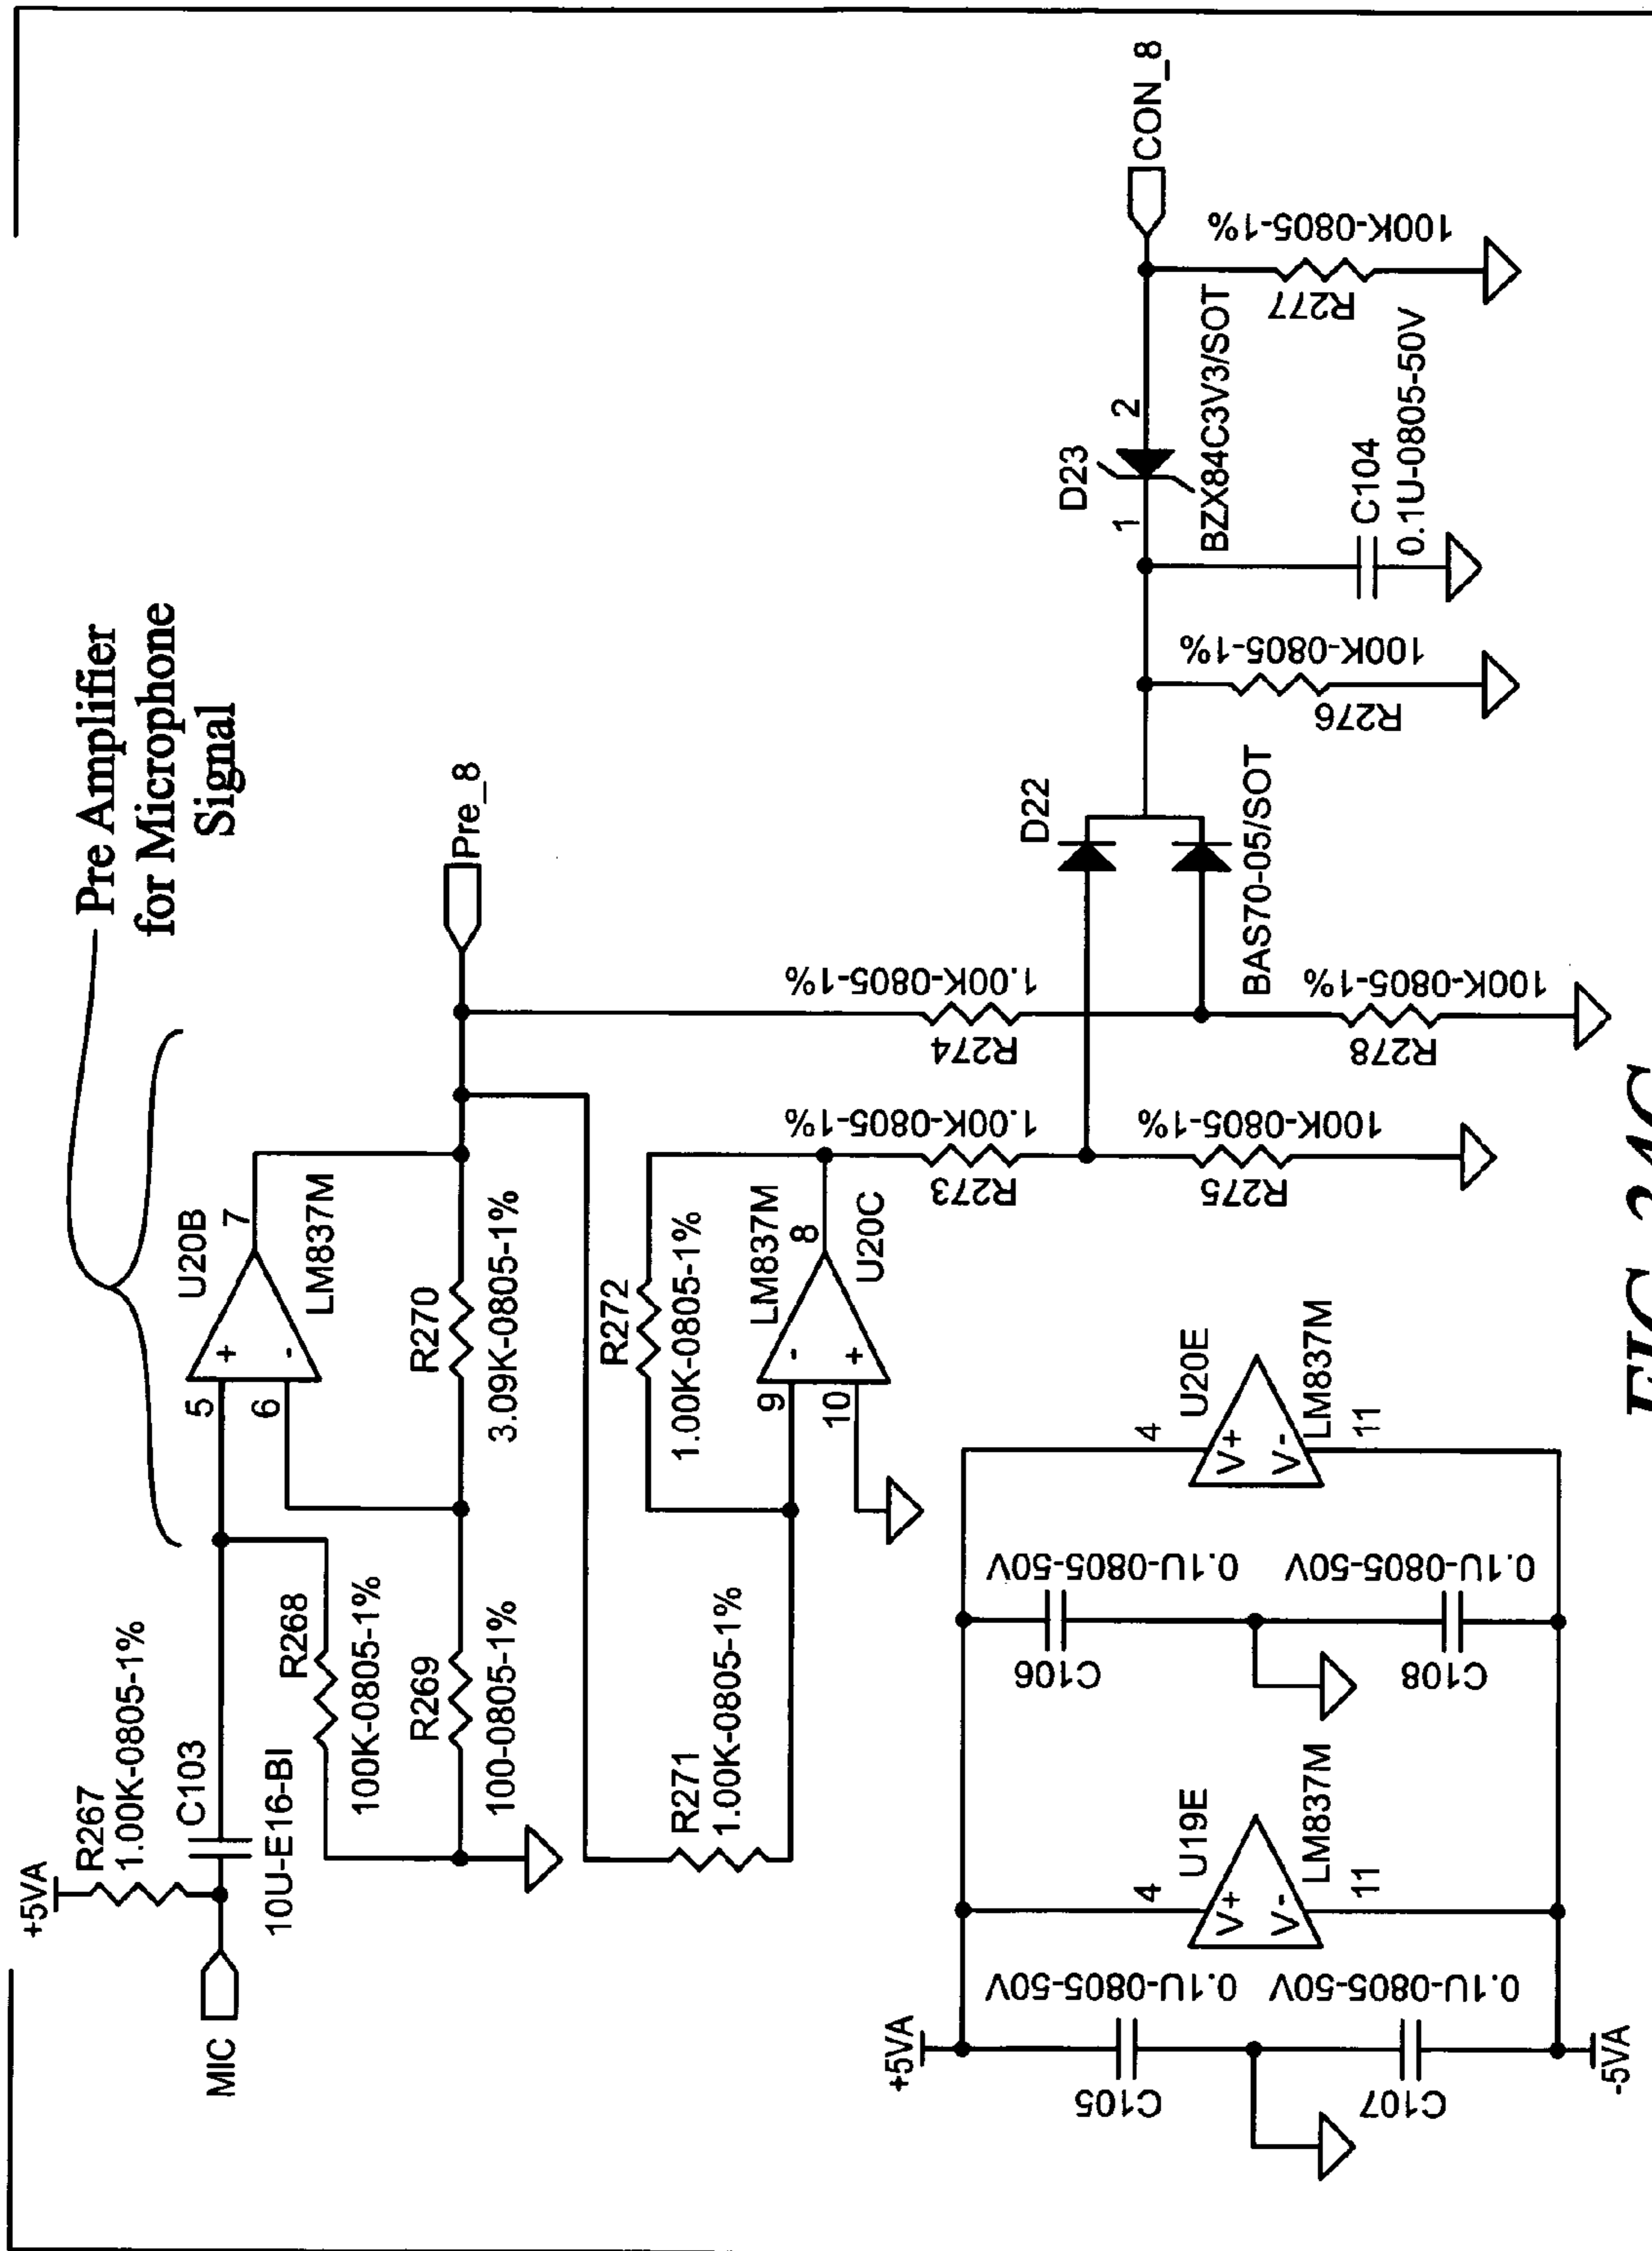 Pre Amplifier
for Microphone
Signal
+5VA
R267
1.00K-0805-1%
MIC
C103
10U-E16-BI
R268
100K-0805-1%
R269
100-0805-1%
5
6
+
-
U20B
7
LM837M
R270
3.09K-0805-1%
Pre_8
R271
1.00K-0805-1%
R272
1.00K-0805-1%
LM837M
9
10
-
+
8
U20C
R273
1.00K-0805-1%
R274
1.00K-0805-1%
R275
100K-0805-1%
R278
100K-0805-1%
D22
BAS70-05/SOT
R276
100K-0805-1%
D23
1
2
BZX84C3V3/SOT
C104
0.1U-0805-50V
R277
100K-0805-1%
CON_8
+5VA
C105
0.1U-0805-50V
C107
0.1U-0805-50V
-5VA
4
U19E
V+
V-
LM837M
11
C106
0.1U-0805-50V
C108
0.1U-0805-50V
4
U20E
V+
V-
LM837M
11
FIG. 24C